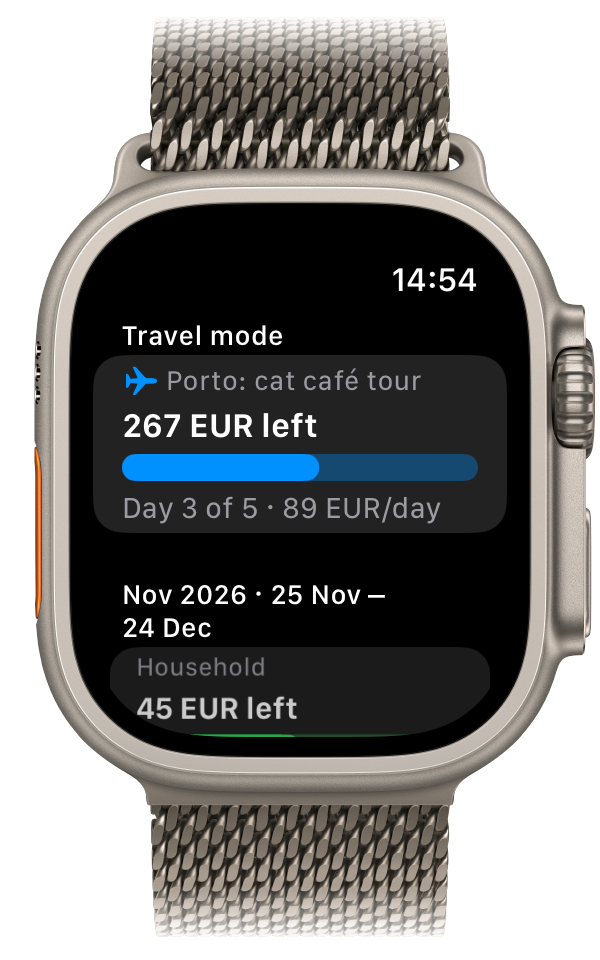 14:54
Travel mode
Porto: cat café tour
267 EUR left
Day 3 of 5 · 89 EUR/day
Nov 2026 · 25 Nov –
24 Dec
Household
45 EUR left